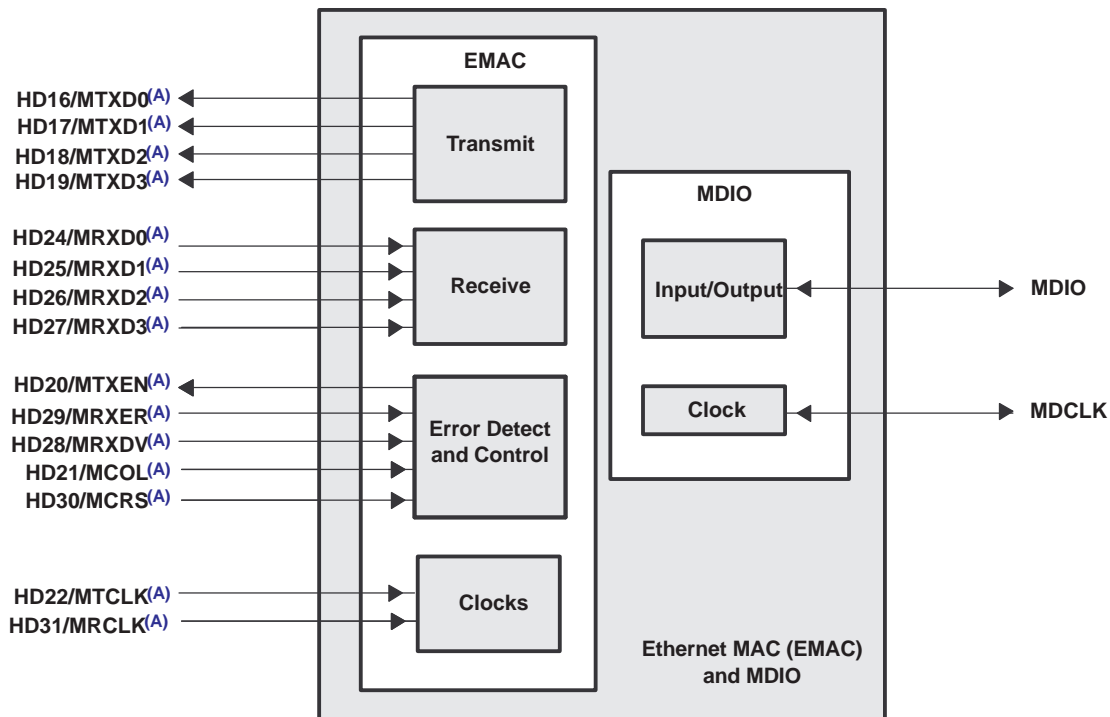 EMAC
HD16/MTXD0(A)
HD17/MTXD1(A)
HD18/MTXD2(A)
HD19/MTXD3(A)
Transmit
HD24/MRXD0(A)
HD25/MRXD1(A)
HD26/MRXD2(A)
HD27/MRXD3(A)
Receive
HD20/MTXEN(A)
HD29/MRXER(A)
HD28/MRXDV(A)
HD21/MCOL(A)
HD30/MCRS(A)
Error Detect
and Control
HD22/MTCLK(A)
HD31/MRCLK(A)
Clocks
MDIO
Input/Output
MDIO
Clock
MDCLK
Ethernet MAC (EMAC)
and MDIO